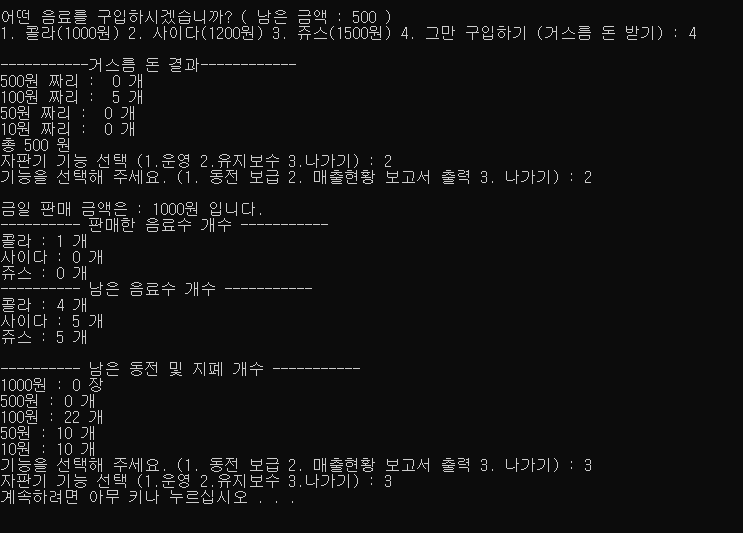 어떤 음료를 구입하시겠습니까? ( 남은 금액 : 500 )
1. 콜라(1000원) 2. 사이다(1200원) 3. 쥬스(1500원) 4. 그만 구입하기 (거스름 돈 받기) : 4
-----------거스름 돈 결과------------
500원 짜리 :  0 개
100원 짜리 :  5 개
50원 짜리 :  0 개
10원 짜리 :  0 개
총 500 원
자판기 기능 선택 (1.운영 2.유지보수 3.나가기) : 2
기능을 선택해 주세요. (1. 동전 보급 2. 매출현황 보고서 출력 3. 나가기) : 2
금일 판매 금액은 : 1000원 입니다.
---------- 판매한 음료수 개수 -----------
콜라 : 1 개
사이다 : 0 개
쥬스 : 0 개
---------- 남은 음료수 개수 -----------
콜라 : 4 개
사이다 : 5 개
쥬스 : 5 개
---------- 남은 동전 및 지폐 개수 -----------
1000원 : 0 장
500원 : 0 개
100원 : 22 개
50원 : 10 개
10원 : 10 개
기능을 선택해 주세요. (1. 동전 보급 2. 매출현황 보고서 출력 3. 나가기) : 3
자판기 기능 선택 (1.운영 2.유지보수 3.나가기) : 3
계속하려면 아무 키나 누르십시오 . . .